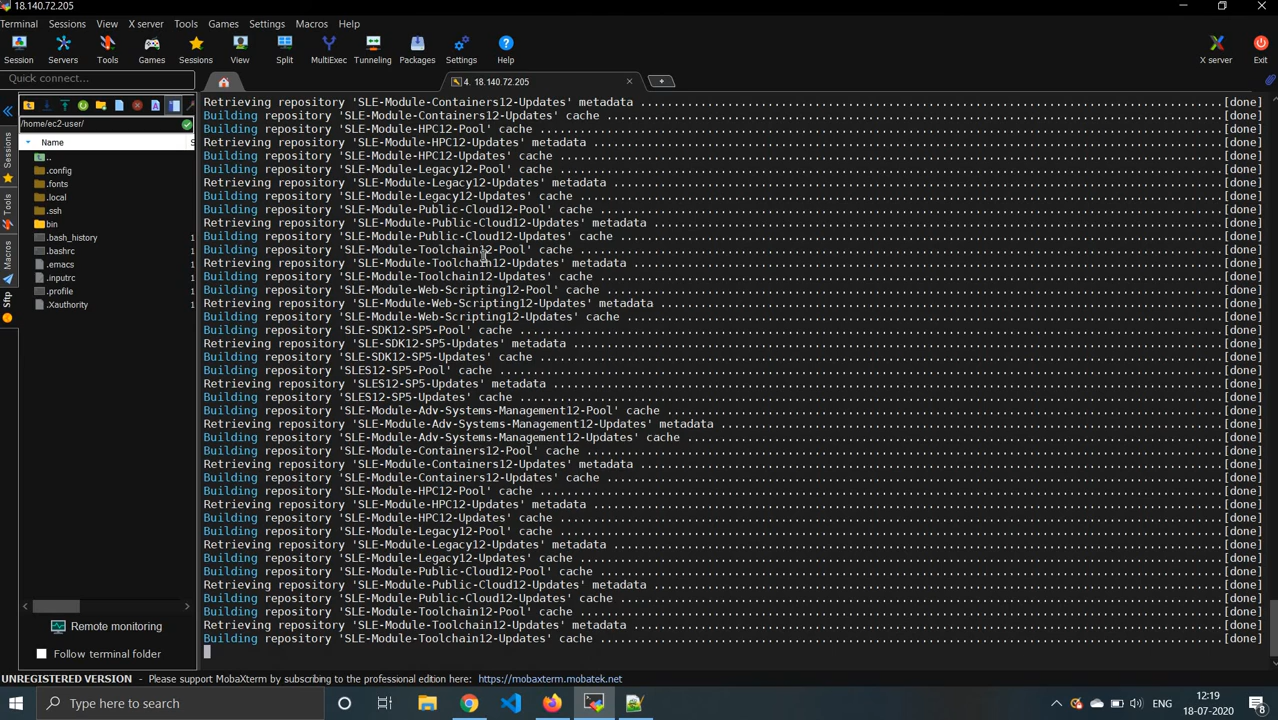 18.140.72.205
Terminal Sessions View X server Tools Games Settings Macros Help
Session Servers Tools Games Sessions View Split MultiExec Tunneling Packages Settings Help X server Exit
Quick connect...
4. 18.140.72.205
/home/ec2-user/
Name S
..
.config
.fonts
.local
.ssh
bin
.bash_history 1
.bashrc 1
.emacs 1
.inputrc 1
.profile 1
.Xauthority 1
Sessions
Tools
Macros
Sftp
Remote monitoring
Follow terminal folder
Retrieving repository 'SLE-Module-Containers12-Updates' metadata [done]
Building repository 'SLE-Module-Containers12-Updates' cache [done]
Building repository 'SLE-Module-HPC12-Pool' cache [done]
Retrieving repository 'SLE-Module-HPC12-Updates' metadata [done]
Building repository 'SLE-Module-HPC12-Updates' cache [done]
Building repository 'SLE-Module-Legacy12-Pool' cache [done]
Retrieving repository 'SLE-Module-Legacy12-Updates' metadata [done]
Building repository 'SLE-Module-Legacy12-Updates' cache [done]
Building repository 'SLE-Module-Public-Cloud12-Pool' cache [done]
Retrieving repository 'SLE-Module-Public-Cloud12-Updates' metadata [done]
Building repository 'SLE-Module-Public-Cloud12-Updates' cache [done]
Building repository 'SLE-Module-Toolchain12-Pool' cache [done]
Retrieving repository 'SLE-Module-Toolchain12-Updates' metadata [done]
Building repository 'SLE-Module-Toolchain12-Updates' cache [done]
Building repository 'SLE-Module-Web-Scripting12-Pool' cache [done]
Retrieving repository 'SLE-Module-Web-Scripting12-Updates' metadata [done]
Building repository 'SLE-Module-Web-Scripting12-Updates' cache [done]
Building repository 'SLE-SDK12-SP5-Pool' cache [done]
Retrieving repository 'SLE-SDK12-SP5-Updates' metadata [done]
Building repository 'SLE-SDK12-SP5-Updates' cache [done]
Building repository 'SLES12-SP5-Pool' cache [done]
Retrieving repository 'SLES12-SP5-Updates' metadata [done]
Building repository 'SLES12-SP5-Updates' cache [done]
Building repository 'SLE-Module-Adv-Systems-Management12-Pool' cache [done]
Retrieving repository 'SLE-Module-Adv-Systems-Management12-Updates' metadata [done]
Building repository 'SLE-Module-Adv-Systems-Management12-Updates' cache [done]
Building repository 'SLE-Module-Containers12-Pool' cache [done]
Retrieving repository 'SLE-Module-Containers12-Updates' metadata [done]
Building repository 'SLE-Module-Containers12-Updates' cache [done]
Building repository 'SLE-Module-HPC12-Pool' cache [done]
Retrieving repository 'SLE-Module-HPC12-Updates' metadata [done]
Building repository 'SLE-Module-HPC12-Updates' cache [done]
Building repository 'SLE-Module-Legacy12-Pool' cache [done]
Retrieving repository 'SLE-Module-Legacy12-Updates' metadata [done]
Building repository 'SLE-Module-Legacy12-Updates' cache [done]
Building repository 'SLE-Module-Public-Cloud12-Pool' cache [done]
Retrieving repository 'SLE-Module-Public-Cloud12-Updates' metadata [done]
Building repository 'SLE-Module-Public-Cloud12-Updates' cache [done]
Building repository 'SLE-Module-Toolchain12-Pool' cache [done]
Retrieving repository 'SLE-Module-Toolchain12-Updates' metadata [done]
Building repository 'SLE-Module-Toolchain12-Updates' cache [done]
UNREGISTERED VERSION - Please support MobaXterm by subscribing to the professional edition here: https://mobaxterm.mobatek.net
Type here to search
ENG
12:19
18-07-2020
8